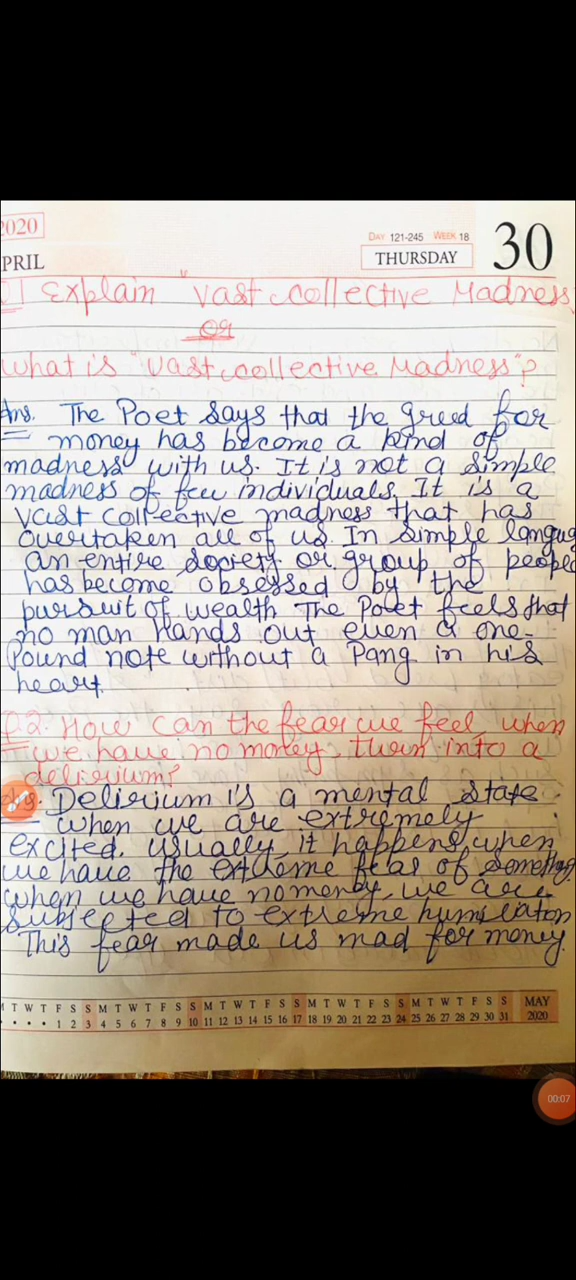 2020
PRIL
DAY 121-245 WEEK 18
THURSDAY
30
Q1 Explain "Vast collective Madness
or
What is "Vast collective Madness"?
Ans. The Poet says that the greed for
money has become a kind of
madness with us. It is not a simple
madness of few individuals. It is a
vast collective madness that has
overtaken all of us In simple languag
an entire society or group of people
has become obsessed by the
pursuit of wealth The Poet feels that
no man hands out even a one-
Pound note without a Pang in his
heart.
Q2. How can the fear we feel, when
we have no money, turn into a
delirium?
Delirium is a mental state
when we are extremely
excited. usually, it happens when
we have the extreme fear of something
when we have no money, we are
subjected to extreme humiliation
This fear made us mad for money.
M T W T F S S M T W T F S S M T W T F S S M T W T F S S M T W T F S S MAY
• • • • 1 2 3 4 5 6 7 8 9 10 11 12 13 14 15 16 17 18 19 20 21 22 23 24 25 26 27 28 29 30 31 2020
00:07